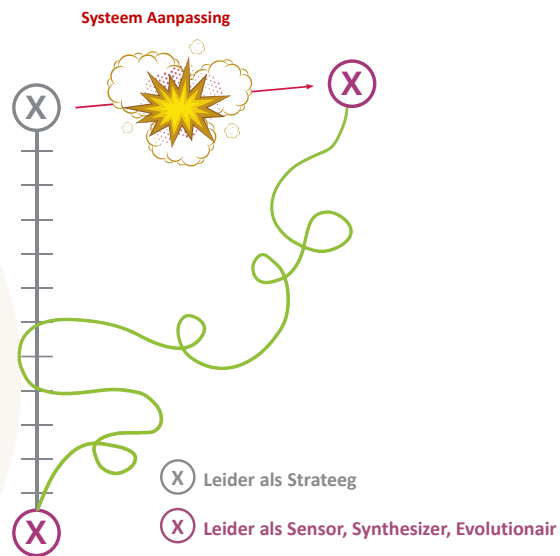 Systeem Aanpassing
X
X
X Leider als Strateeg
X Leider als Sensor, Synthesizer, Evolutionair
X